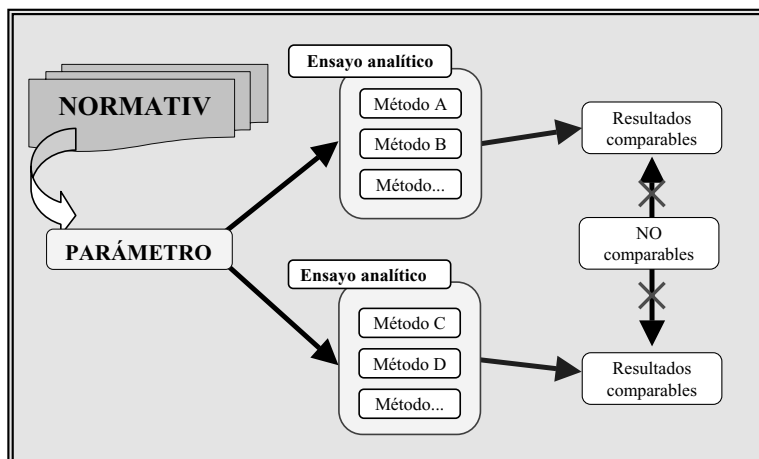 NORMATIV
PARÁMETRO
Ensayo analítico
Método A
Método B
Método...
Resultados
comparables
NO
comparables
Ensayo analítico
Método C
Método D
Método...
Resultados
comparables